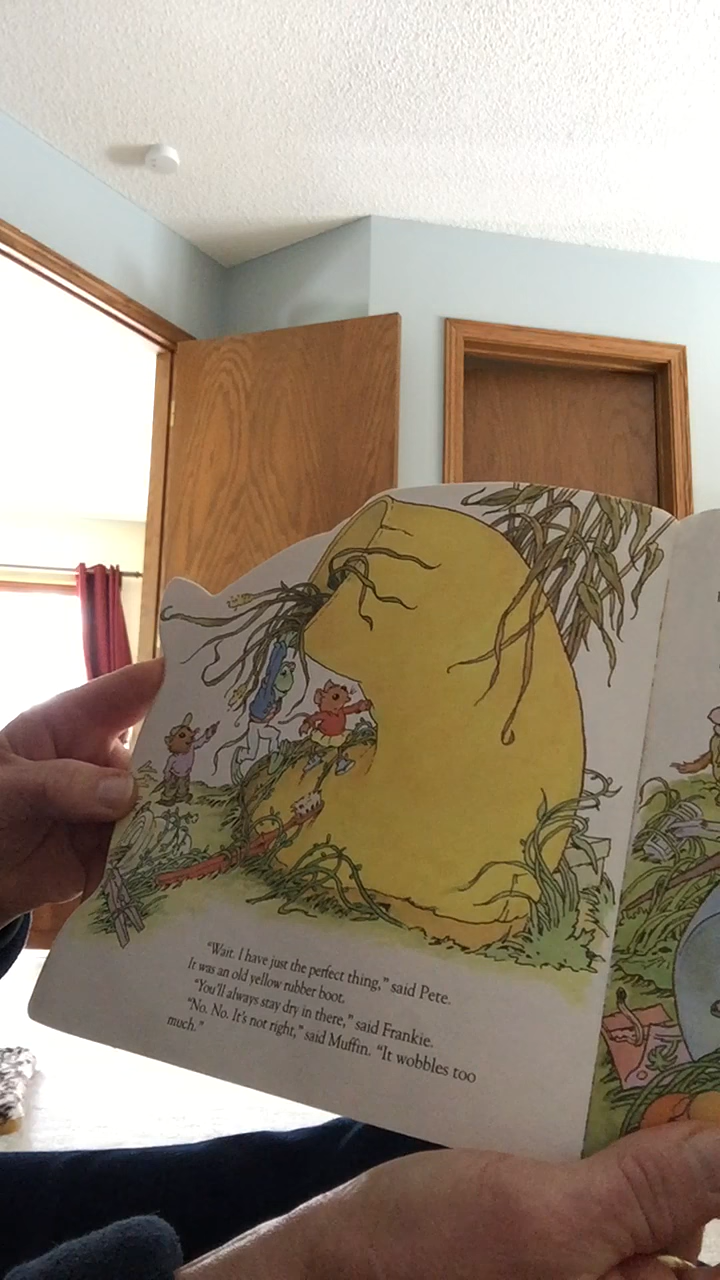 "Wait. I have just the perfect thing," said Pete.
It was an old yellow rubber boot.
"You'll always stay dry in there," said Frankie.
"No. No. It's not right," said Muffin. "It wobbles too
much."